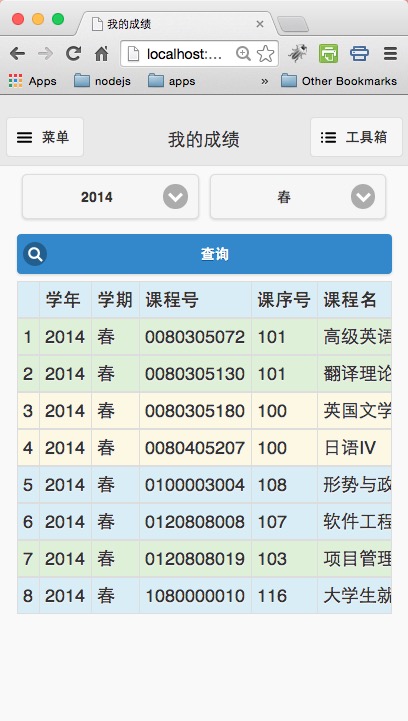 我的成绩
localhost:...
Apps nodejs apps » Other Bookmarks
菜单 我的成绩 工具箱
2014 春
查询
学年 学期 课程号 课序号 课程名
1 2014 春 0080305072 101 高级英语
2 2014 春 0080305130 101 翻译理论
3 2014 春 0080305180 100 英国文学
4 2014 春 0080405207 100 日语IV
5 2014 春 0100003004 108 形势与政
6 2014 春 0120808008 107 软件工程
7 2014 春 0120808019 103 项目管理
8 2014 春 1080000010 116 大学生就